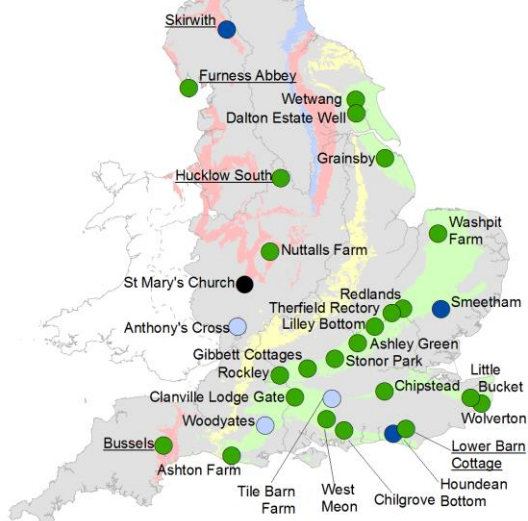 Skirwith
Furness Abbey
Wetwang
Dalton Estate Well
Grainsby
Hucklow South
Washpit
Farm
Nuttalls Farm
St Mary's Church
Redlands
Therfield Rectory
Smeetham
Anthony's Cross
Lilley Bottom
Ashley Green
Gibbett Cottages
Stonor Park
Rockley
Little
Bucket
Chipstead
Clanville Lodge Gate
Wolverton
Woodyates
Bussels
Lower Barn
Cottage
Ashton Farm
Tile Barn
Farm
West
Meon
Chilgrove
Houndean
Bottom